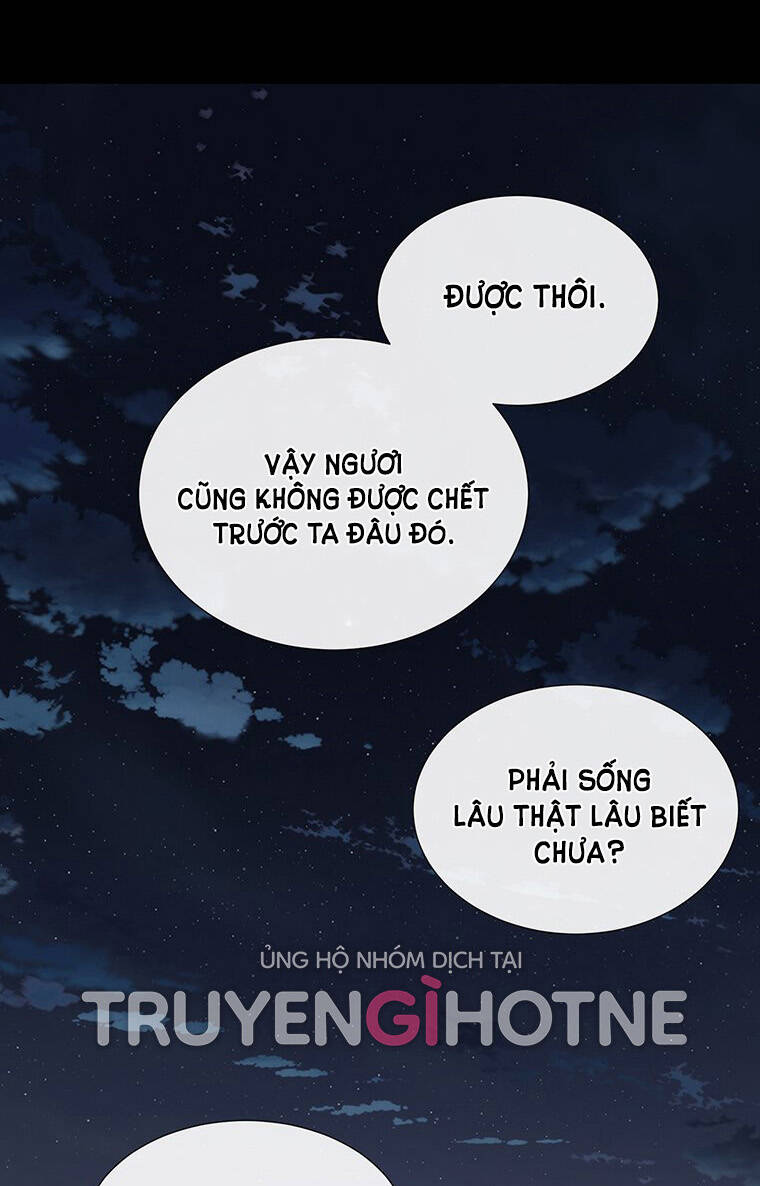 ĐƯỢC THÔI.
VẬY NGƯƠI
CŨNG KHÔNG ĐƯỢC CHẾT
TRƯỚC TA ĐÂU ĐÓ.
PHẢI SỐNG
LÂU THẬT LÂU BIẾT
CHƯA?
ỦNG HỘ NHÓM DỊCH TẠI
TRUYENGÌHOTNE